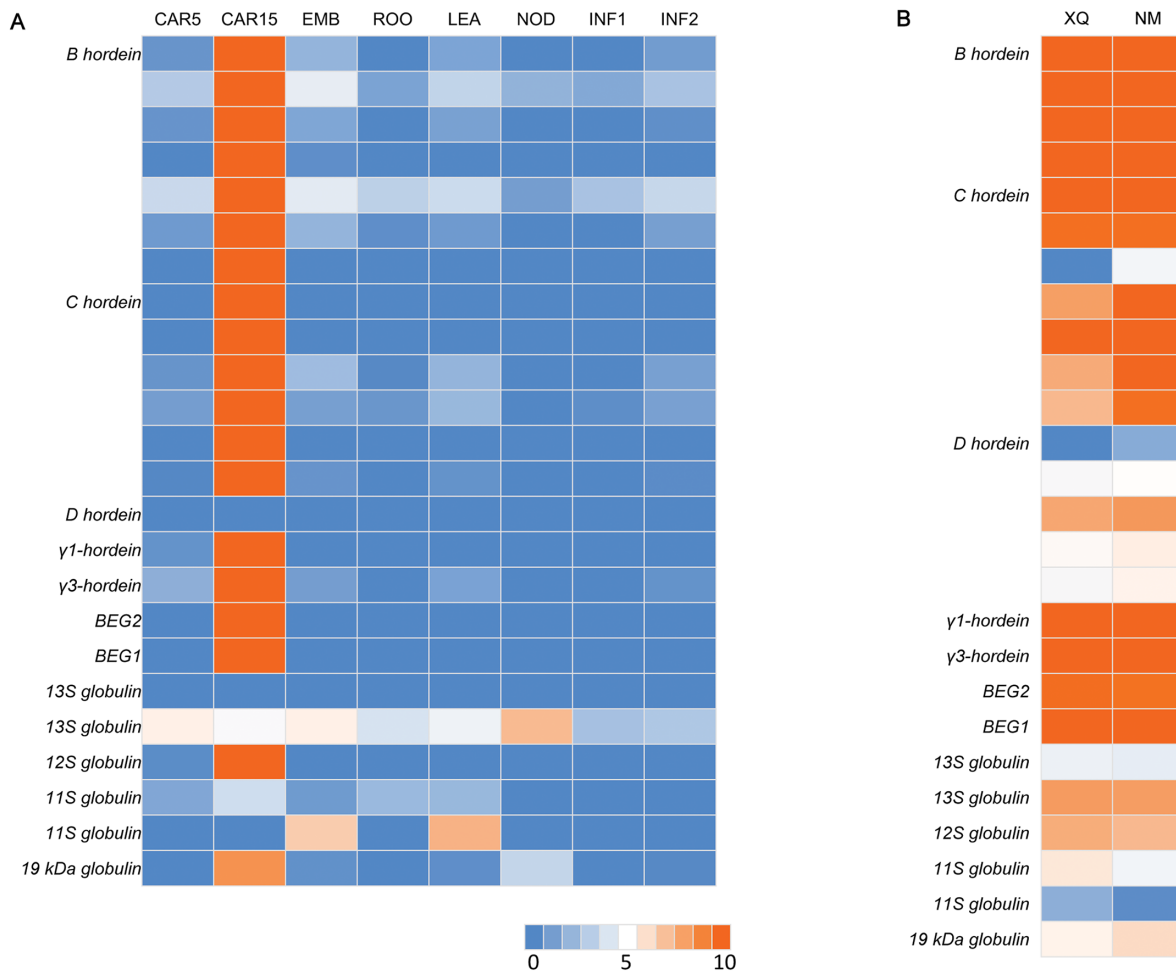 A
CAR5 CAR15 EMB ROO LEA NOD INF1 INF2
B hordein
C hordein
D hordein
γ1-hordein
γ3-hordein
BEG2
BEG1
13S globulin
13S globulin
12S globulin
11S globulin
11S globulin
19 kDa globulin
0 5 10
B
XQ NM
B hordein
C hordein
D hordein
γ1-hordein
γ3-hordein
BEG2
BEG1
13S globulin
13S globulin
12S globulin
11S globulin
11S globulin
19 kDa globulin